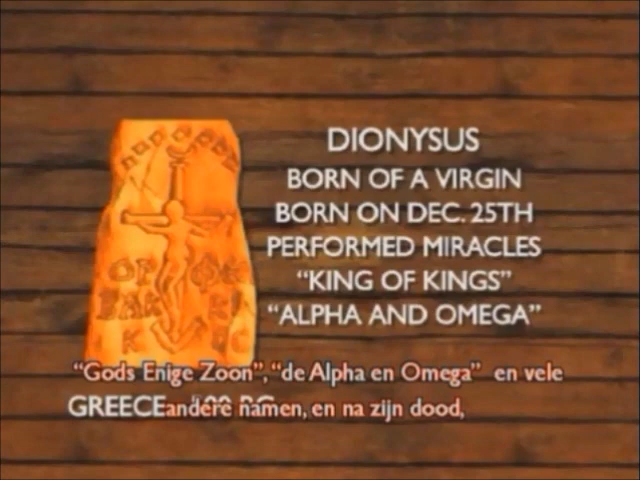 DIONYSUS
BORN OF A VIRGIN
BORN ON DEC. 25TH
PERFORMED MIRACLES
“KING OF KINGS”
“ALPHA AND OMEGA”
“Gods Enige Zoon”, “de Alpha en Omega” en vele
GREECE
andere namen, en na zijn dood,